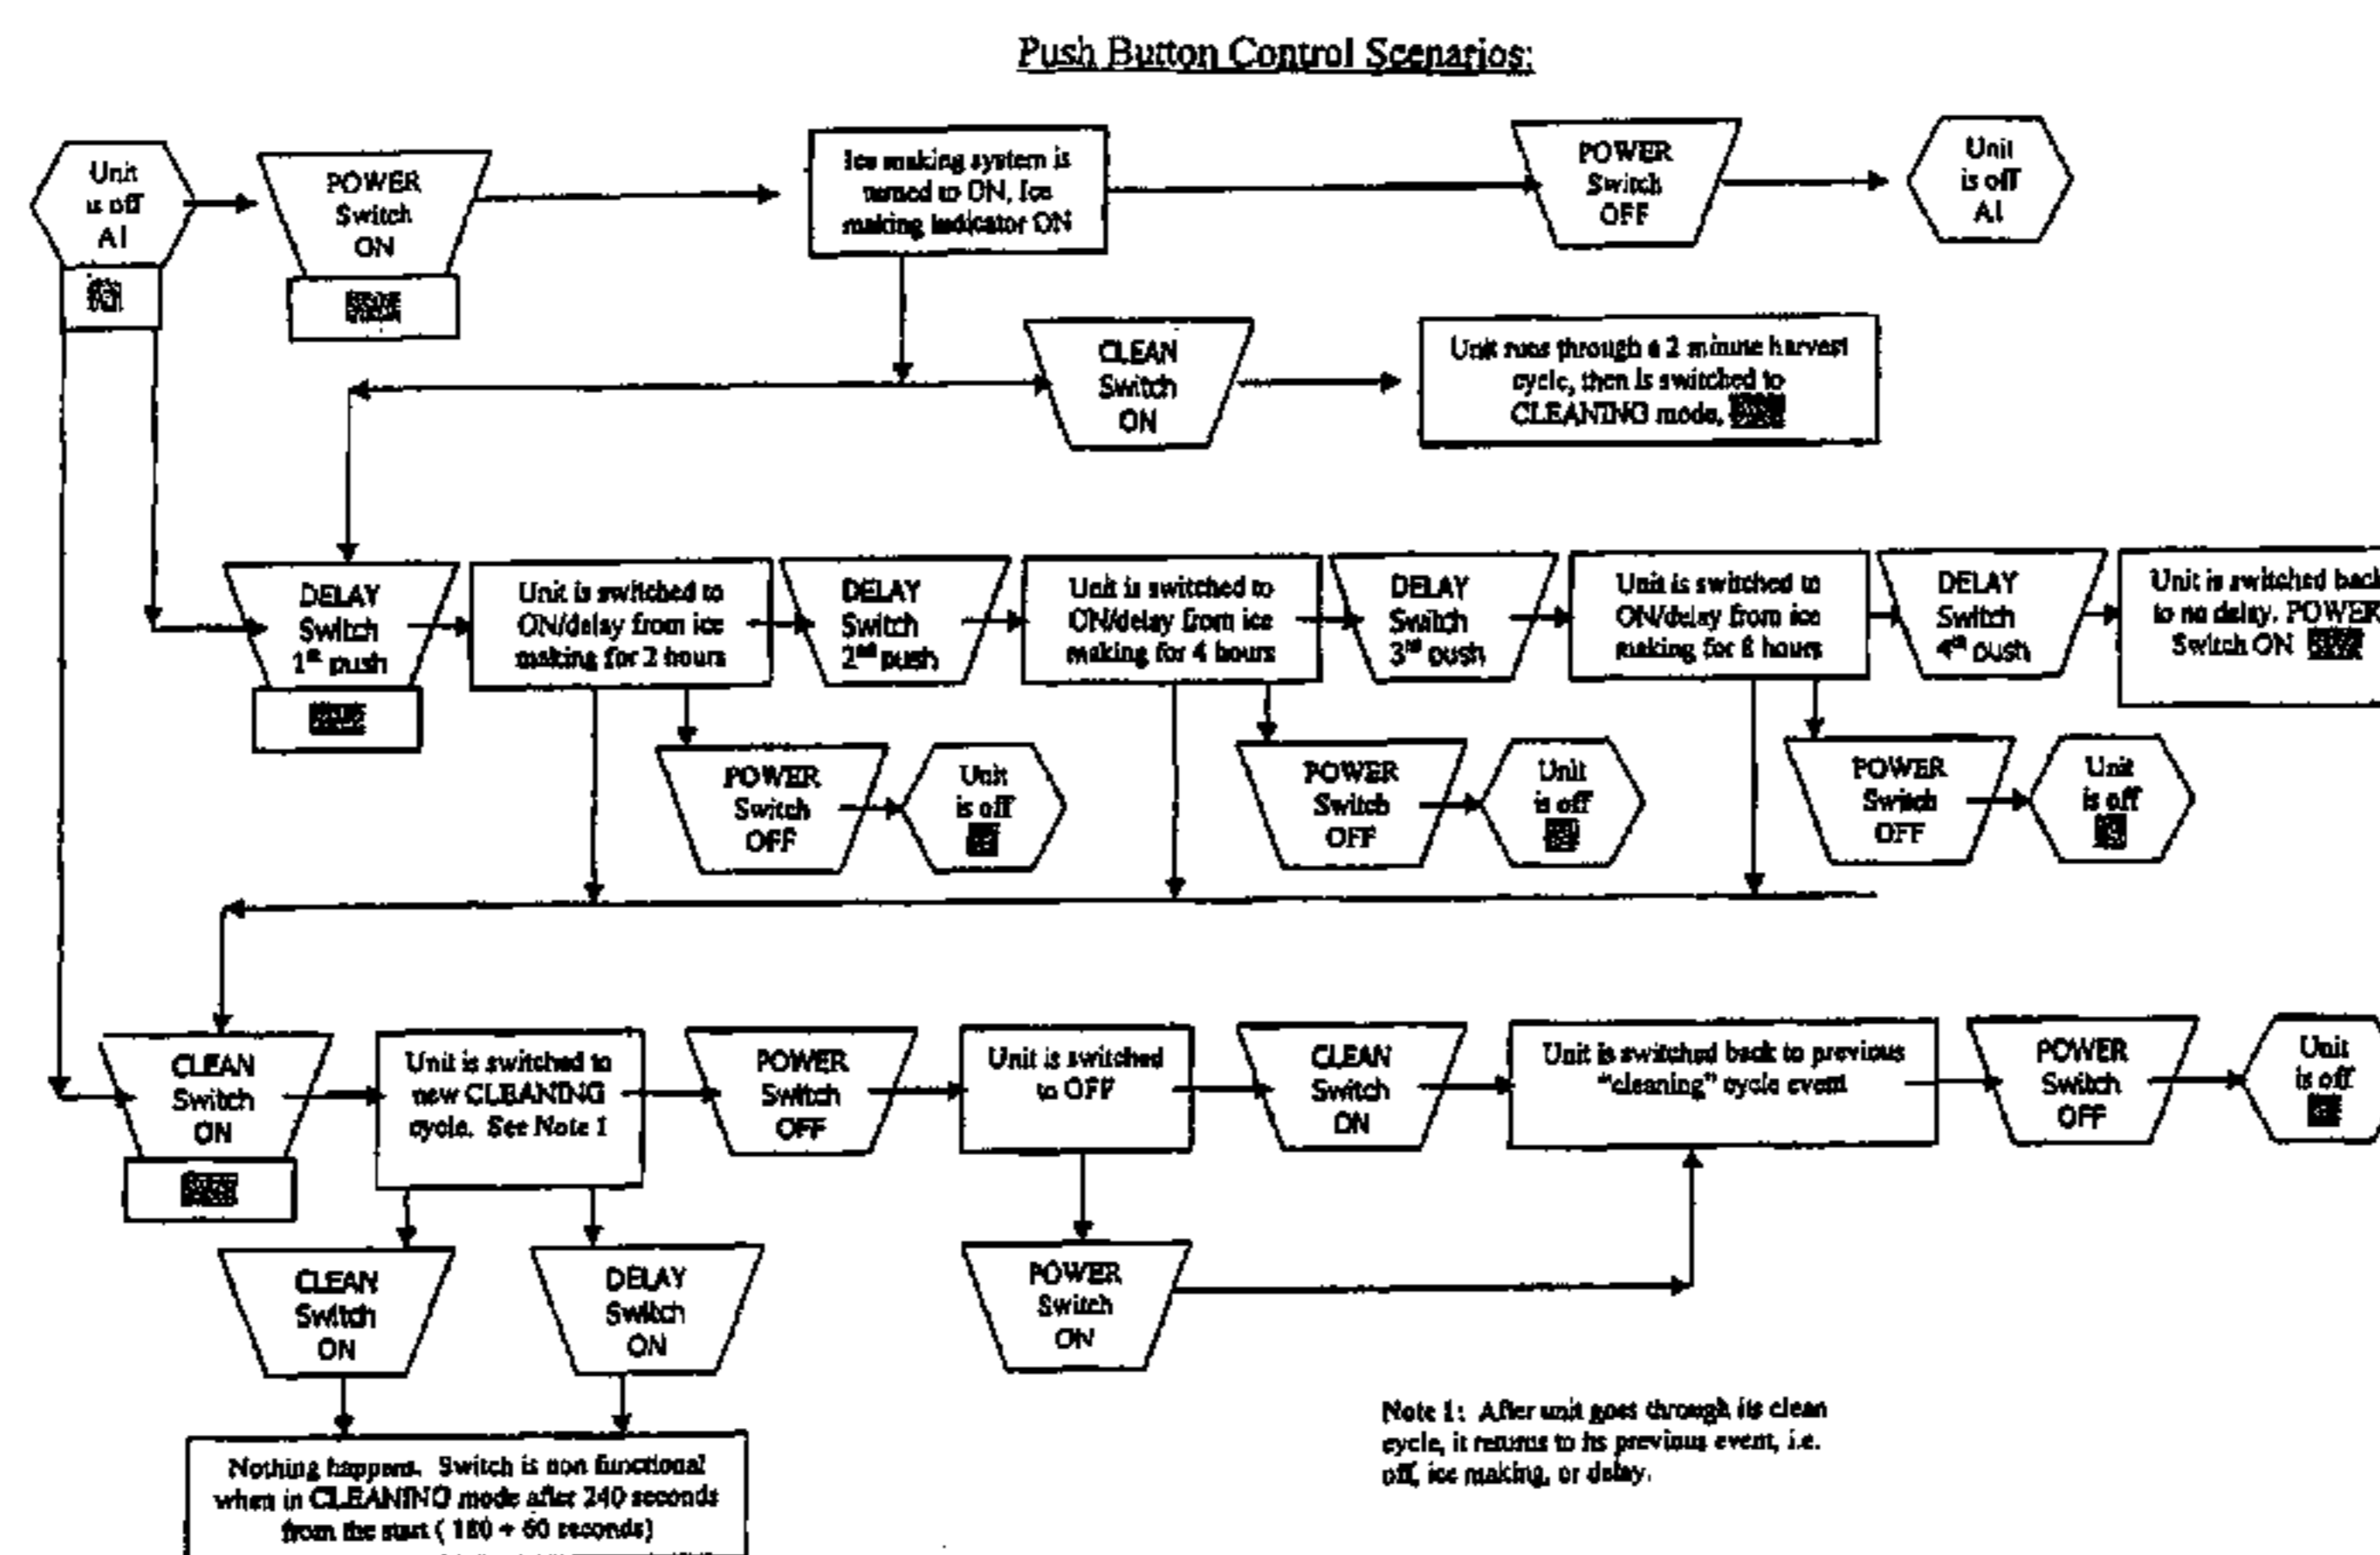 Push Button Control Scenarios:
Unit
is off
A1
POWER
Switch
ON
Ice making system is
turned to ON, Ice
making indicator ON
POWER
Switch
OFF
Unit
is off
A1
CLEAN
Switch
ON
Unit runs through a 2 minute harvest
cycle, then is switched to
CLEANING mode,
DELAY
Switch
1st push
Unit is switched to
ON/delay from ice
making for 2 hours
DELAY
Switch
2nd push
Unit is switched to
ON/delay from ice
making for 4 hours
DELAY
Switch
3rd push
Unit is switched to
ON/delay from ice
making for 8 hours
DELAY
Switch
4th push
Unit is switched back
to no delay. POWER
Switch ON
POWER
Switch
OFF
Unit
is off
POWER
Switch
OFF
Unit
is off
POWER
Switch
OFF
Unit
is off
CLEAN
Switch
ON
Unit is switched to
new CLEANING
cycle. See Note 1
POWER
Switch
OFF
Unit is switched
to OFF
CLEAN
Switch
ON
Unit is switched back to previous
"cleaning" cycle event
POWER
Switch
OFF
Unit
is off
CLEAN
Switch
ON
DELAY
Switch
ON
POWER
Switch
ON
Nothing happens. Switch is non functional
when in CLEANING mode after 240 seconds
from the start ( 180 + 60 seconds)
Note 1: After unit goes through its clean
cycle, it returns to its previous event, i.e.
off, ice making, or delay.